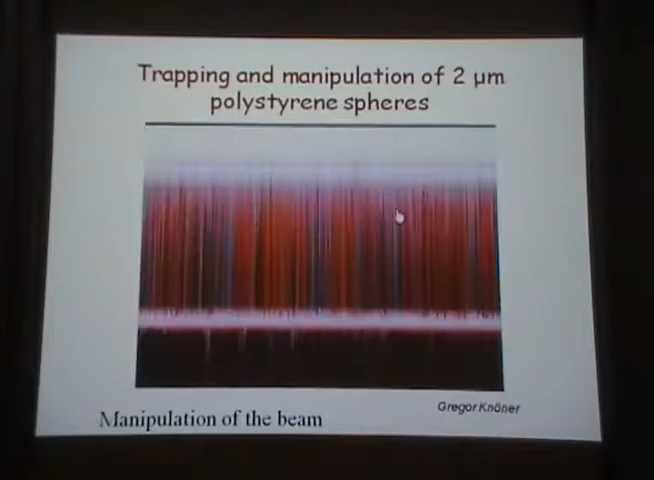 Trapping and manipulation of 2 µm
polystyrene spheres
Gregor Knöner
Manipulation of the beam